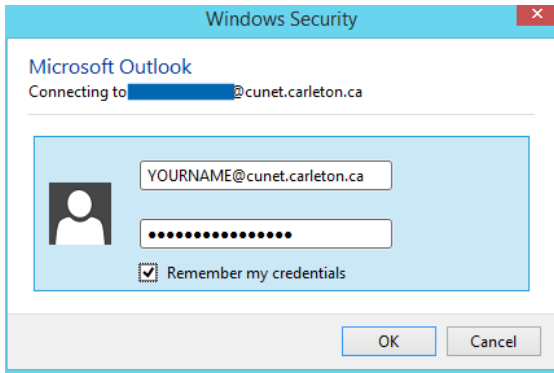 Windows Security
Microsoft Outlook
Connecting to @cunet.carleton.ca
YOURNAME@cunet.carleton.ca
••••••••••••••••
Remember my credentials
OK Cancel